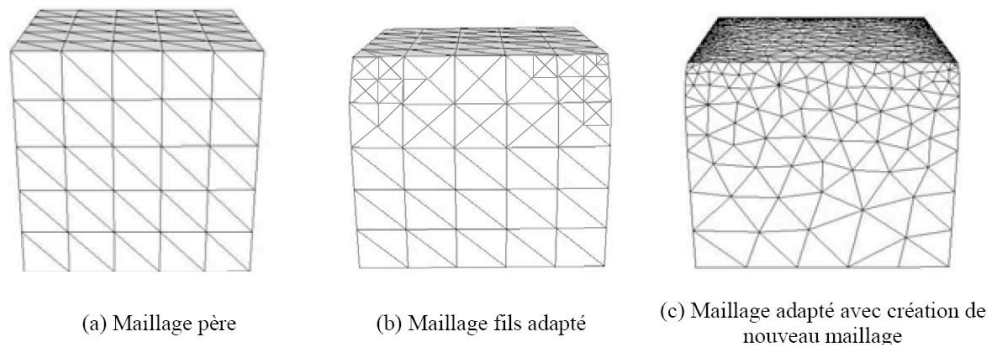 (a) Maillage père
(b) Maillage fils adapté
(c) Maillage adapté avec création de
nouveau maillage